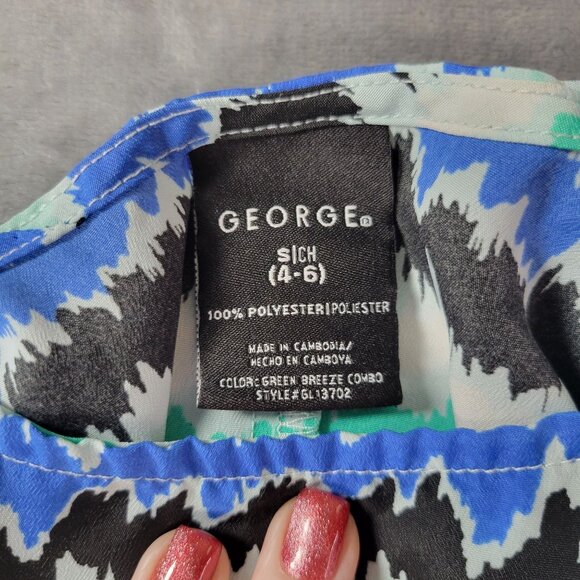 GEORGE®
S|CH
(4-6)
100% POLYESTER|POLIESTER
MADE IN CAMBODIA/
HECHO EN CAMBOYA
COLOR: GREEN BREEZE COMBO
STYLE#GL13702